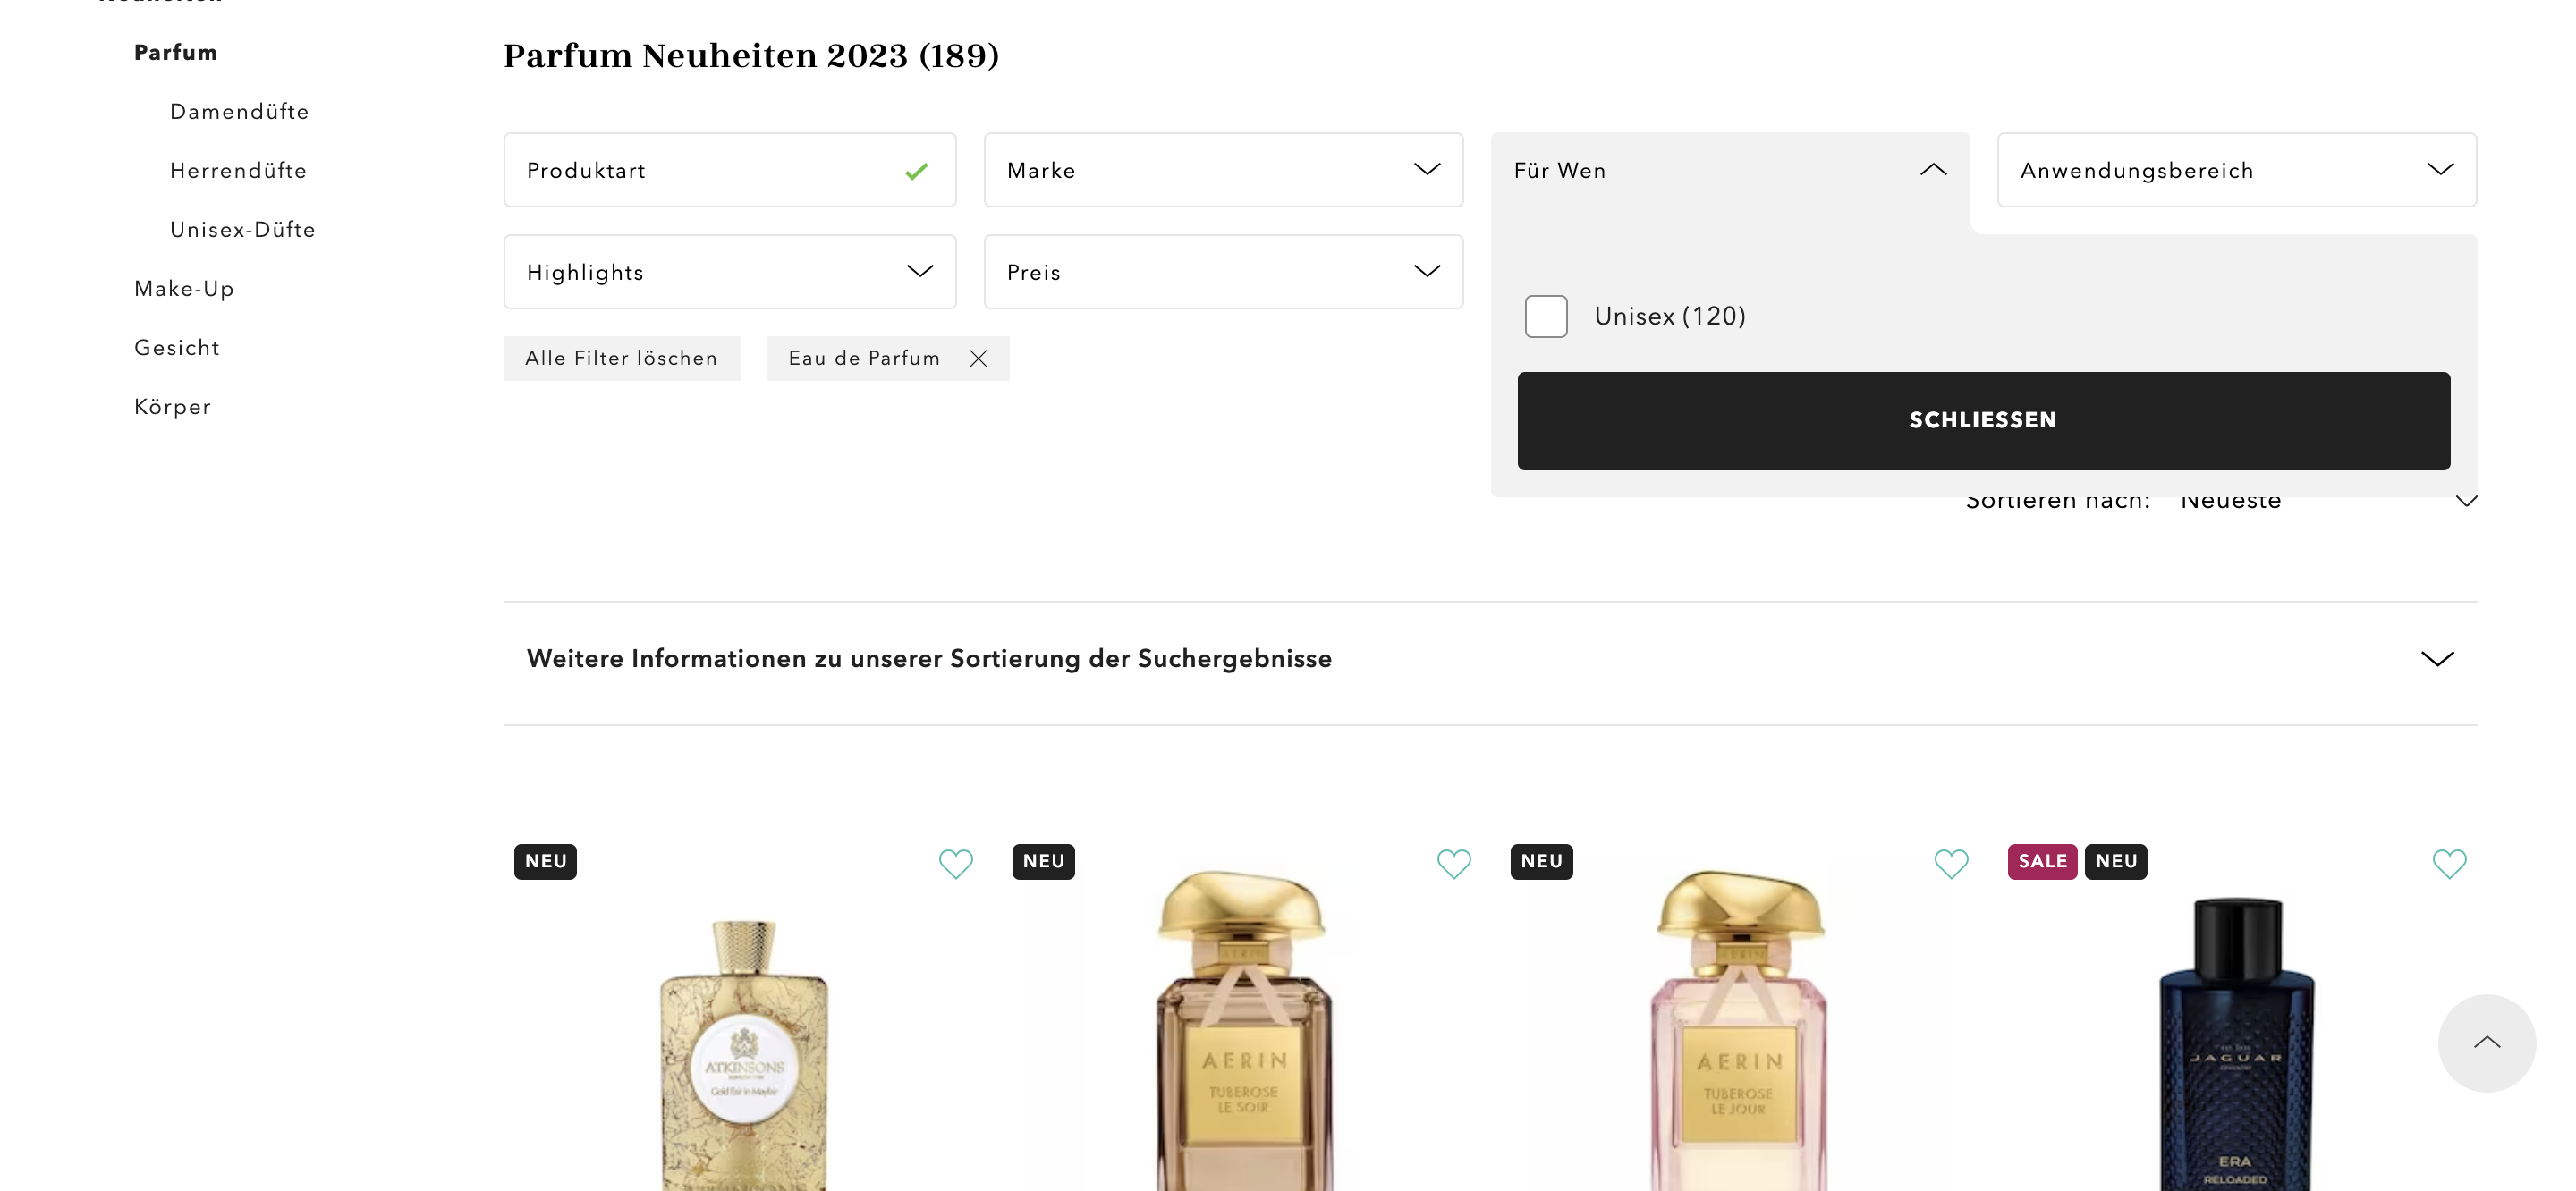 Parfum
Damendüfte
Herrendüfte
Unisex-Düfte
Make-Up
Gesicht
Körper
Parfum Neuheiten 2023 (189)
Produktart
Marke
Für Wen
Anwendungsbereich
Highlights
Preis
Unisex (120)
Alle Filter löschen
Eau de Parfum
SCHLIESSEN
Sortieren nach: Neueste
Weitere Informationen zu unserer Sortierung der Suchergebnisse
NEU
NEU
NEU
SALE NEU
ATKINSONS
Gold Fair in Mayfair
AERIN
TUBEROSE
LE SOIR
AERIN
TUBEROSE
LE JOUR
JAGUAR
ERA
RELOADED